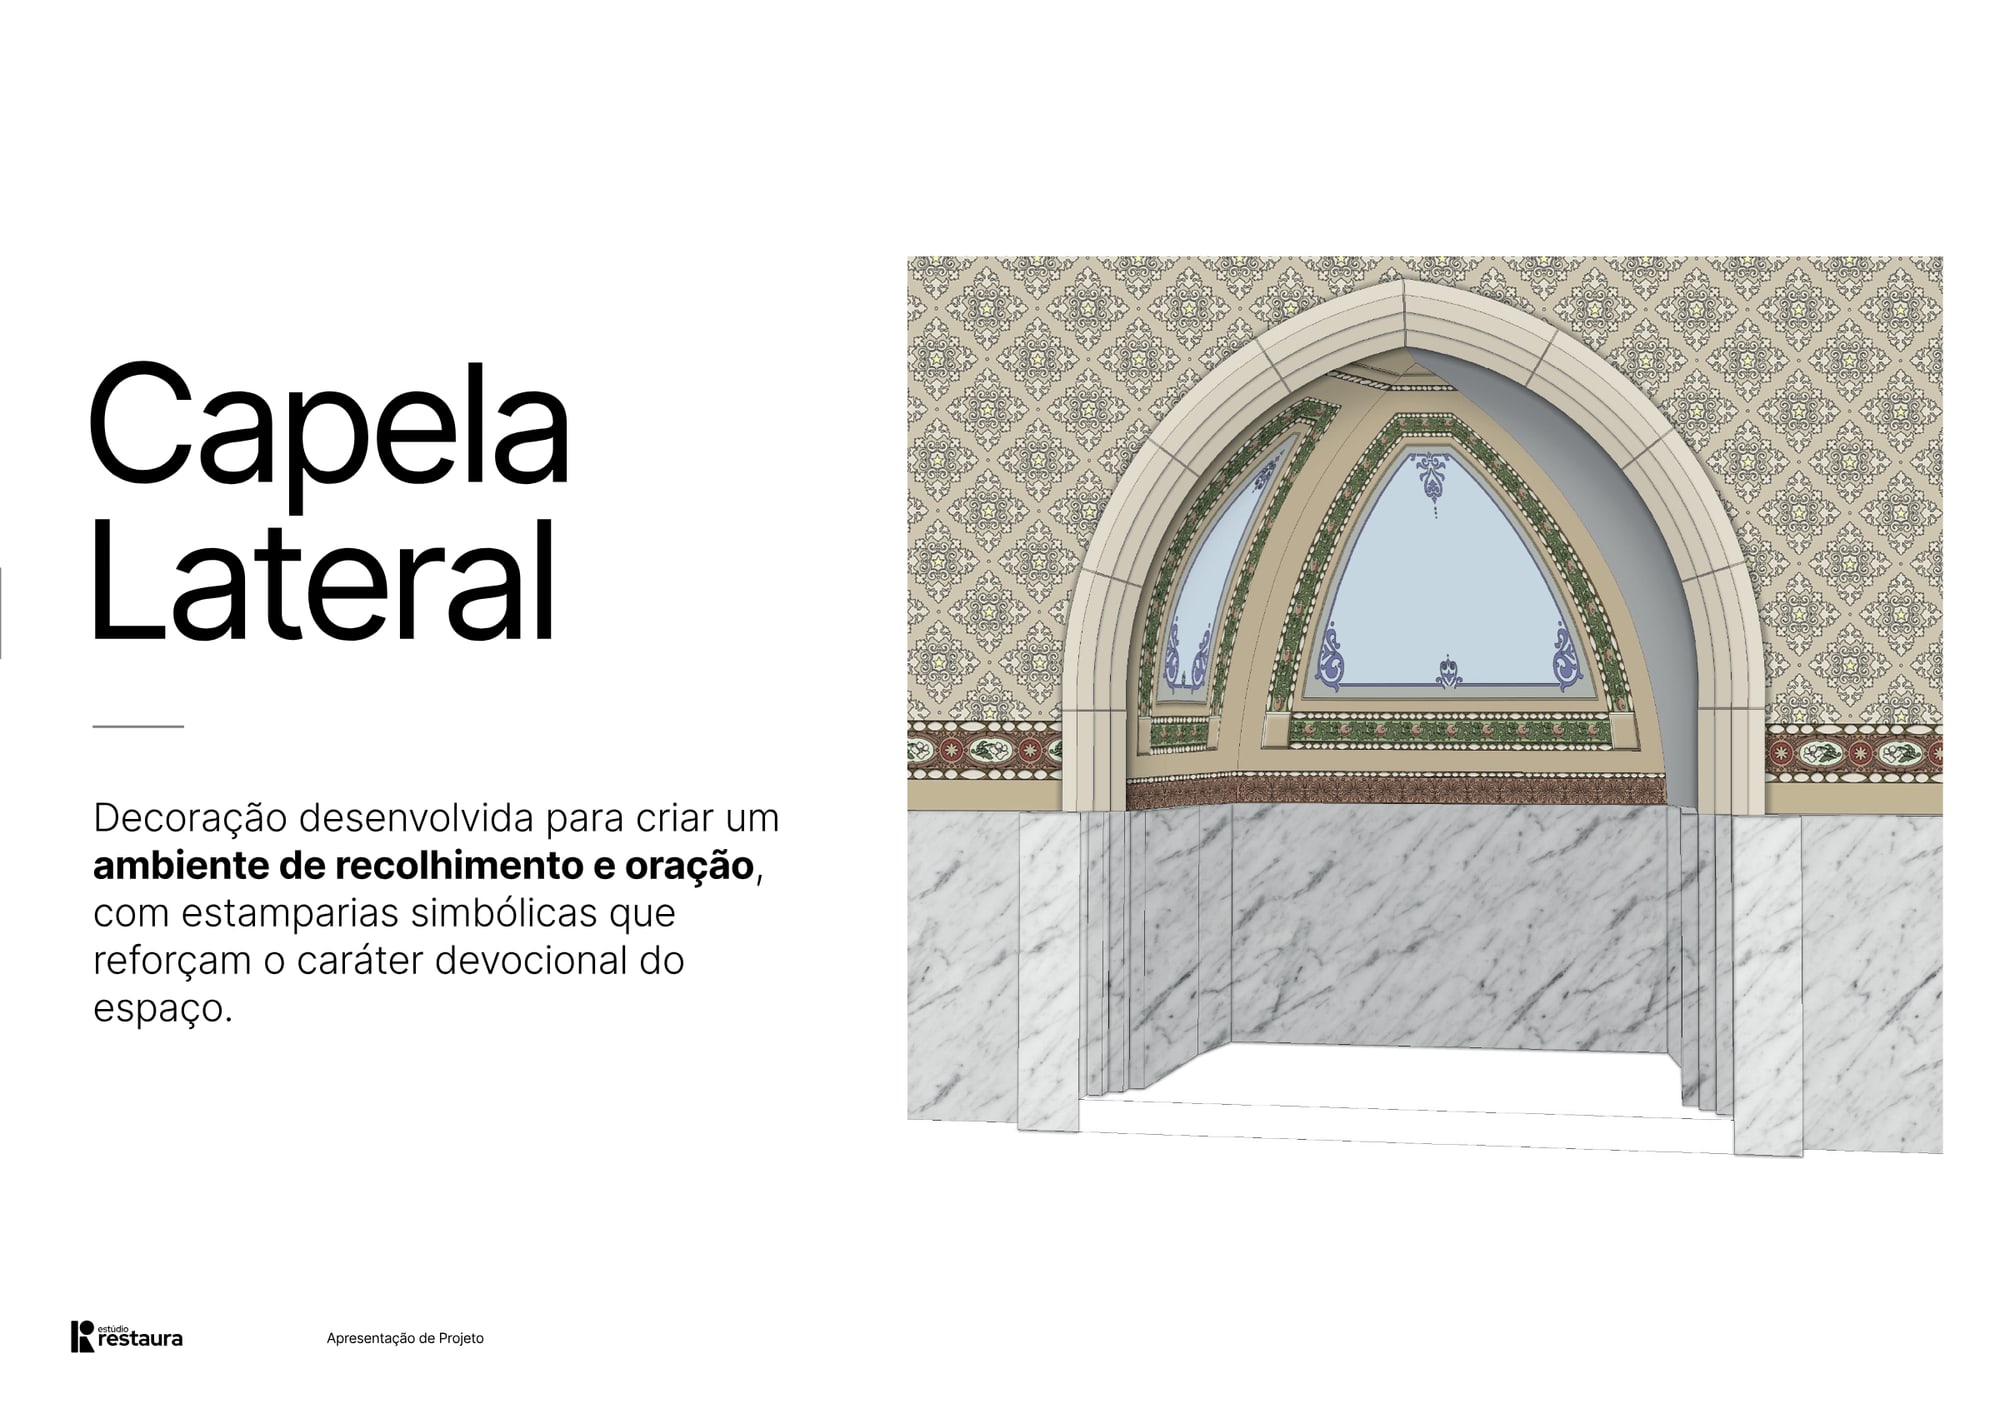 Capela
Lateral
Decoração desenvolvida para criar um
ambiente de recolhimento e oração,
com estamparias simbólicas que
reforçam o caráter devocional do
espaço.
estúdio
restaura
Apresentação de Projeto